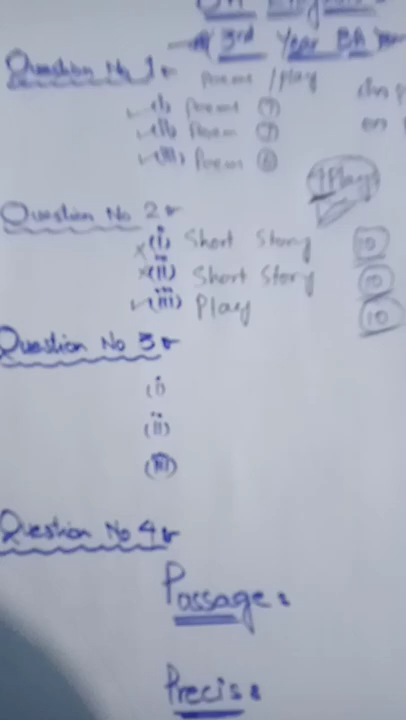 3rd Year BA
Question No 1
Poems / play
(i) Poem (7)
(ii) Poem (7)
(iii) Poem
Play
Question No 2
(i) Short Story 10
(ii) Short Story 10
(iii) Play 10
Question No 3
(i)
(ii)
(iii)
Question No 4
Passage:
Precis: